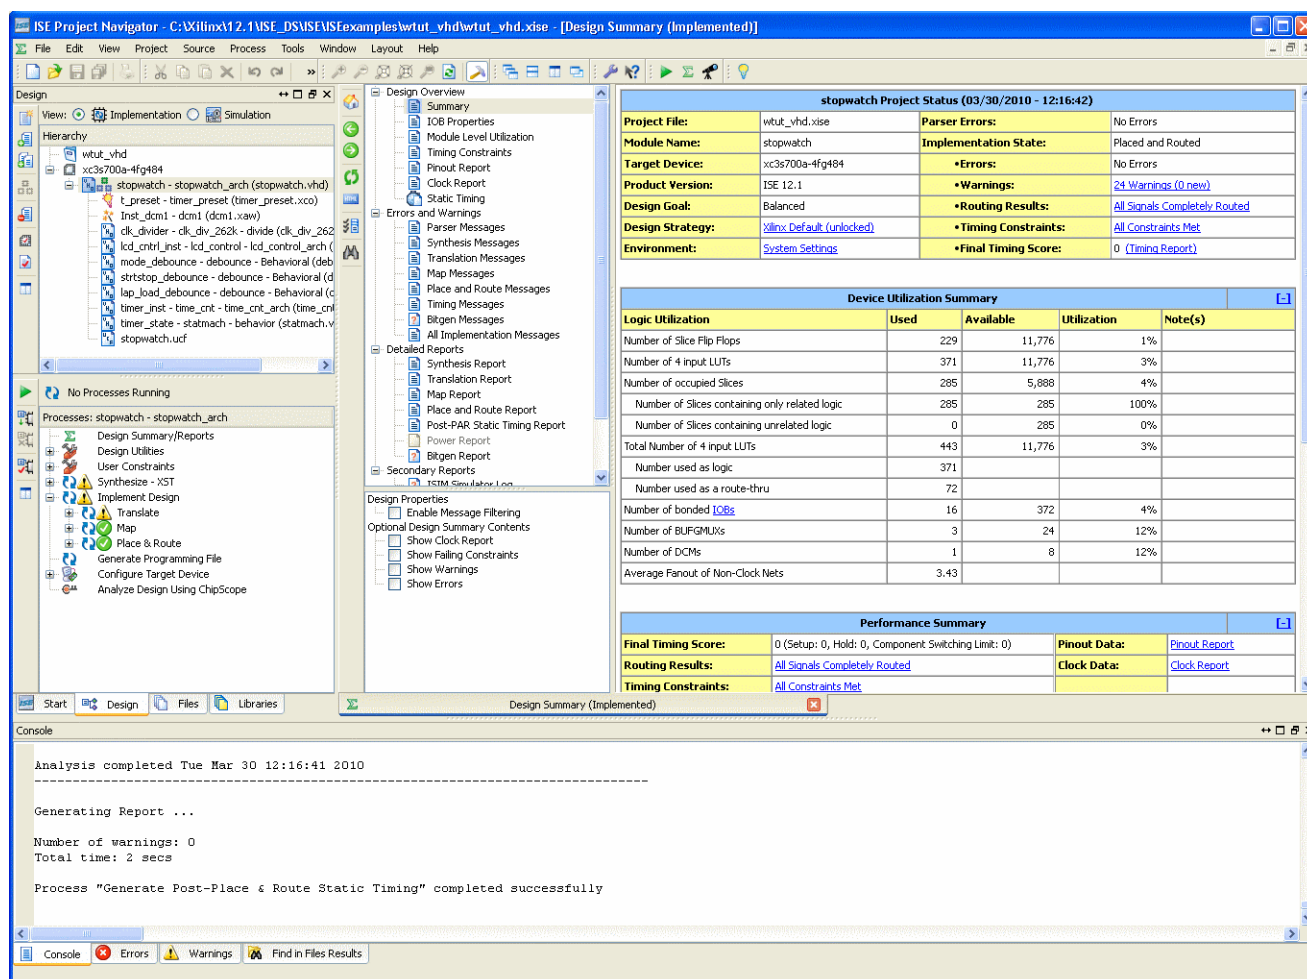 ISE Project Navigator - C:\Xilinx\12.1\ISE_DS\ISE\ISEexamples\wtut_vhd\wtut_vhd.xise - [Design Summary (Implemented)]
File Edit View Project Source Process Tools Window Layout Help
Design
View: Implementation Simulation
Hierarchy
wtut_vhd
xc3s700a-4fg484
stopwatch - stopwatch_arch (stopwatch.vhd)
t_preset - timer_preset (timer_preset.xco)
Inst_dcm1 - dcm1 (dcm1.xaw)
clk_divider - clk_div_262k - divide (clk_div_262
lcd_cntrl_inst - lcd_control - lcd_control_arch (
mode_debounce - debounce - Behavioral (deb
strtstop_debounce - debounce - Behavioral (d
lap_load_debounce - debounce - Behavioral (c
timer_inst - time_cnt - time_cnt_arch (time_cnt
timer_state - statmach - behavior (statmach.v
stopwatch.ucf
No Processes Running
Processes: stopwatch - stopwatch_arch
Design Summary/Reports
Design Utilities
User Constraints
Synthesize - XST
Implement Design
Translate
Map
Place & Route
Generate Programming File
Configure Target Device
Analyze Design Using ChipScope
Start Design Files Libraries
Design Overview
Summary
IOB Properties
Module Level Utilization
Timing Constraints
Pinout Report
Clock Report
Static Timing
Errors and Warnings
Parser Messages
Synthesis Messages
Translation Messages
Map Messages
Place and Route Messages
Timing Messages
Bitgen Messages
All Implementation Messages
Detailed Reports
Synthesis Report
Translation Report
Map Report
Place and Route Report
Post-PAR Static Timing Report
Power Report
Bitgen Report
Secondary Reports
ISIM Simulator Log
Design Properties
Enable Message Filtering
Optional Design Summary Contents
Show Clock Report
Show Failing Constraints
Show Warnings
Show Errors
stopwatch Project Status (03/30/2010 - 12:16:42)
Project File: wtut_vhd.xise Parser Errors: No Errors
Module Name: stopwatch Implementation State: Placed and Routed
Target Device: xc3s700a-4fg484 •Errors: No Errors
Product Version: ISE 12.1 •Warnings: 24 Warnings (0 new)
Design Goal: Balanced •Routing Results: All Signals Completely Routed
Design Strategy: Xilinx Default (unlocked) •Timing Constraints: All Constraints Met
Environment: System Settings •Final Timing Score: 0 (Timing Report)
Device Utilization Summary [-]
Logic Utilization Used Available Utilization Note(s)
Number of Slice Flip Flops 229 11,776 1%
Number of 4 input LUTs 371 11,776 3%
Number of occupied Slices 285 5,888 4%
Number of Slices containing only related logic 285 285 100%
Number of Slices containing unrelated logic 0 285 0%
Total Number of 4 input LUTs 443 11,776 3%
Number used as logic 371
Number used as a route-thru 72
Number of bonded IOBs 16 372 4%
Number of BUFGMUXs 3 24 12%
Number of DCMs 1 8 12%
Average Fanout of Non-Clock Nets 3.43
Performance Summary [-]
Final Timing Score: 0 (Setup: 0, Hold: 0, Component Switching Limit: 0) Pinout Data: Pinout Report
Routing Results: All Signals Completely Routed Clock Data: Clock Report
Timing Constraints: All Constraints Met
Design Summary (Implemented)
Console
Analysis completed Tue Mar 30 12:16:41 2010
--------------------------------------------------------------------------------
Generating Report ...
Number of warnings: 0
Total time: 2 secs
Process "Generate Post-Place & Route Static Timing" completed successfully
Console Errors Warnings Find in Files Results